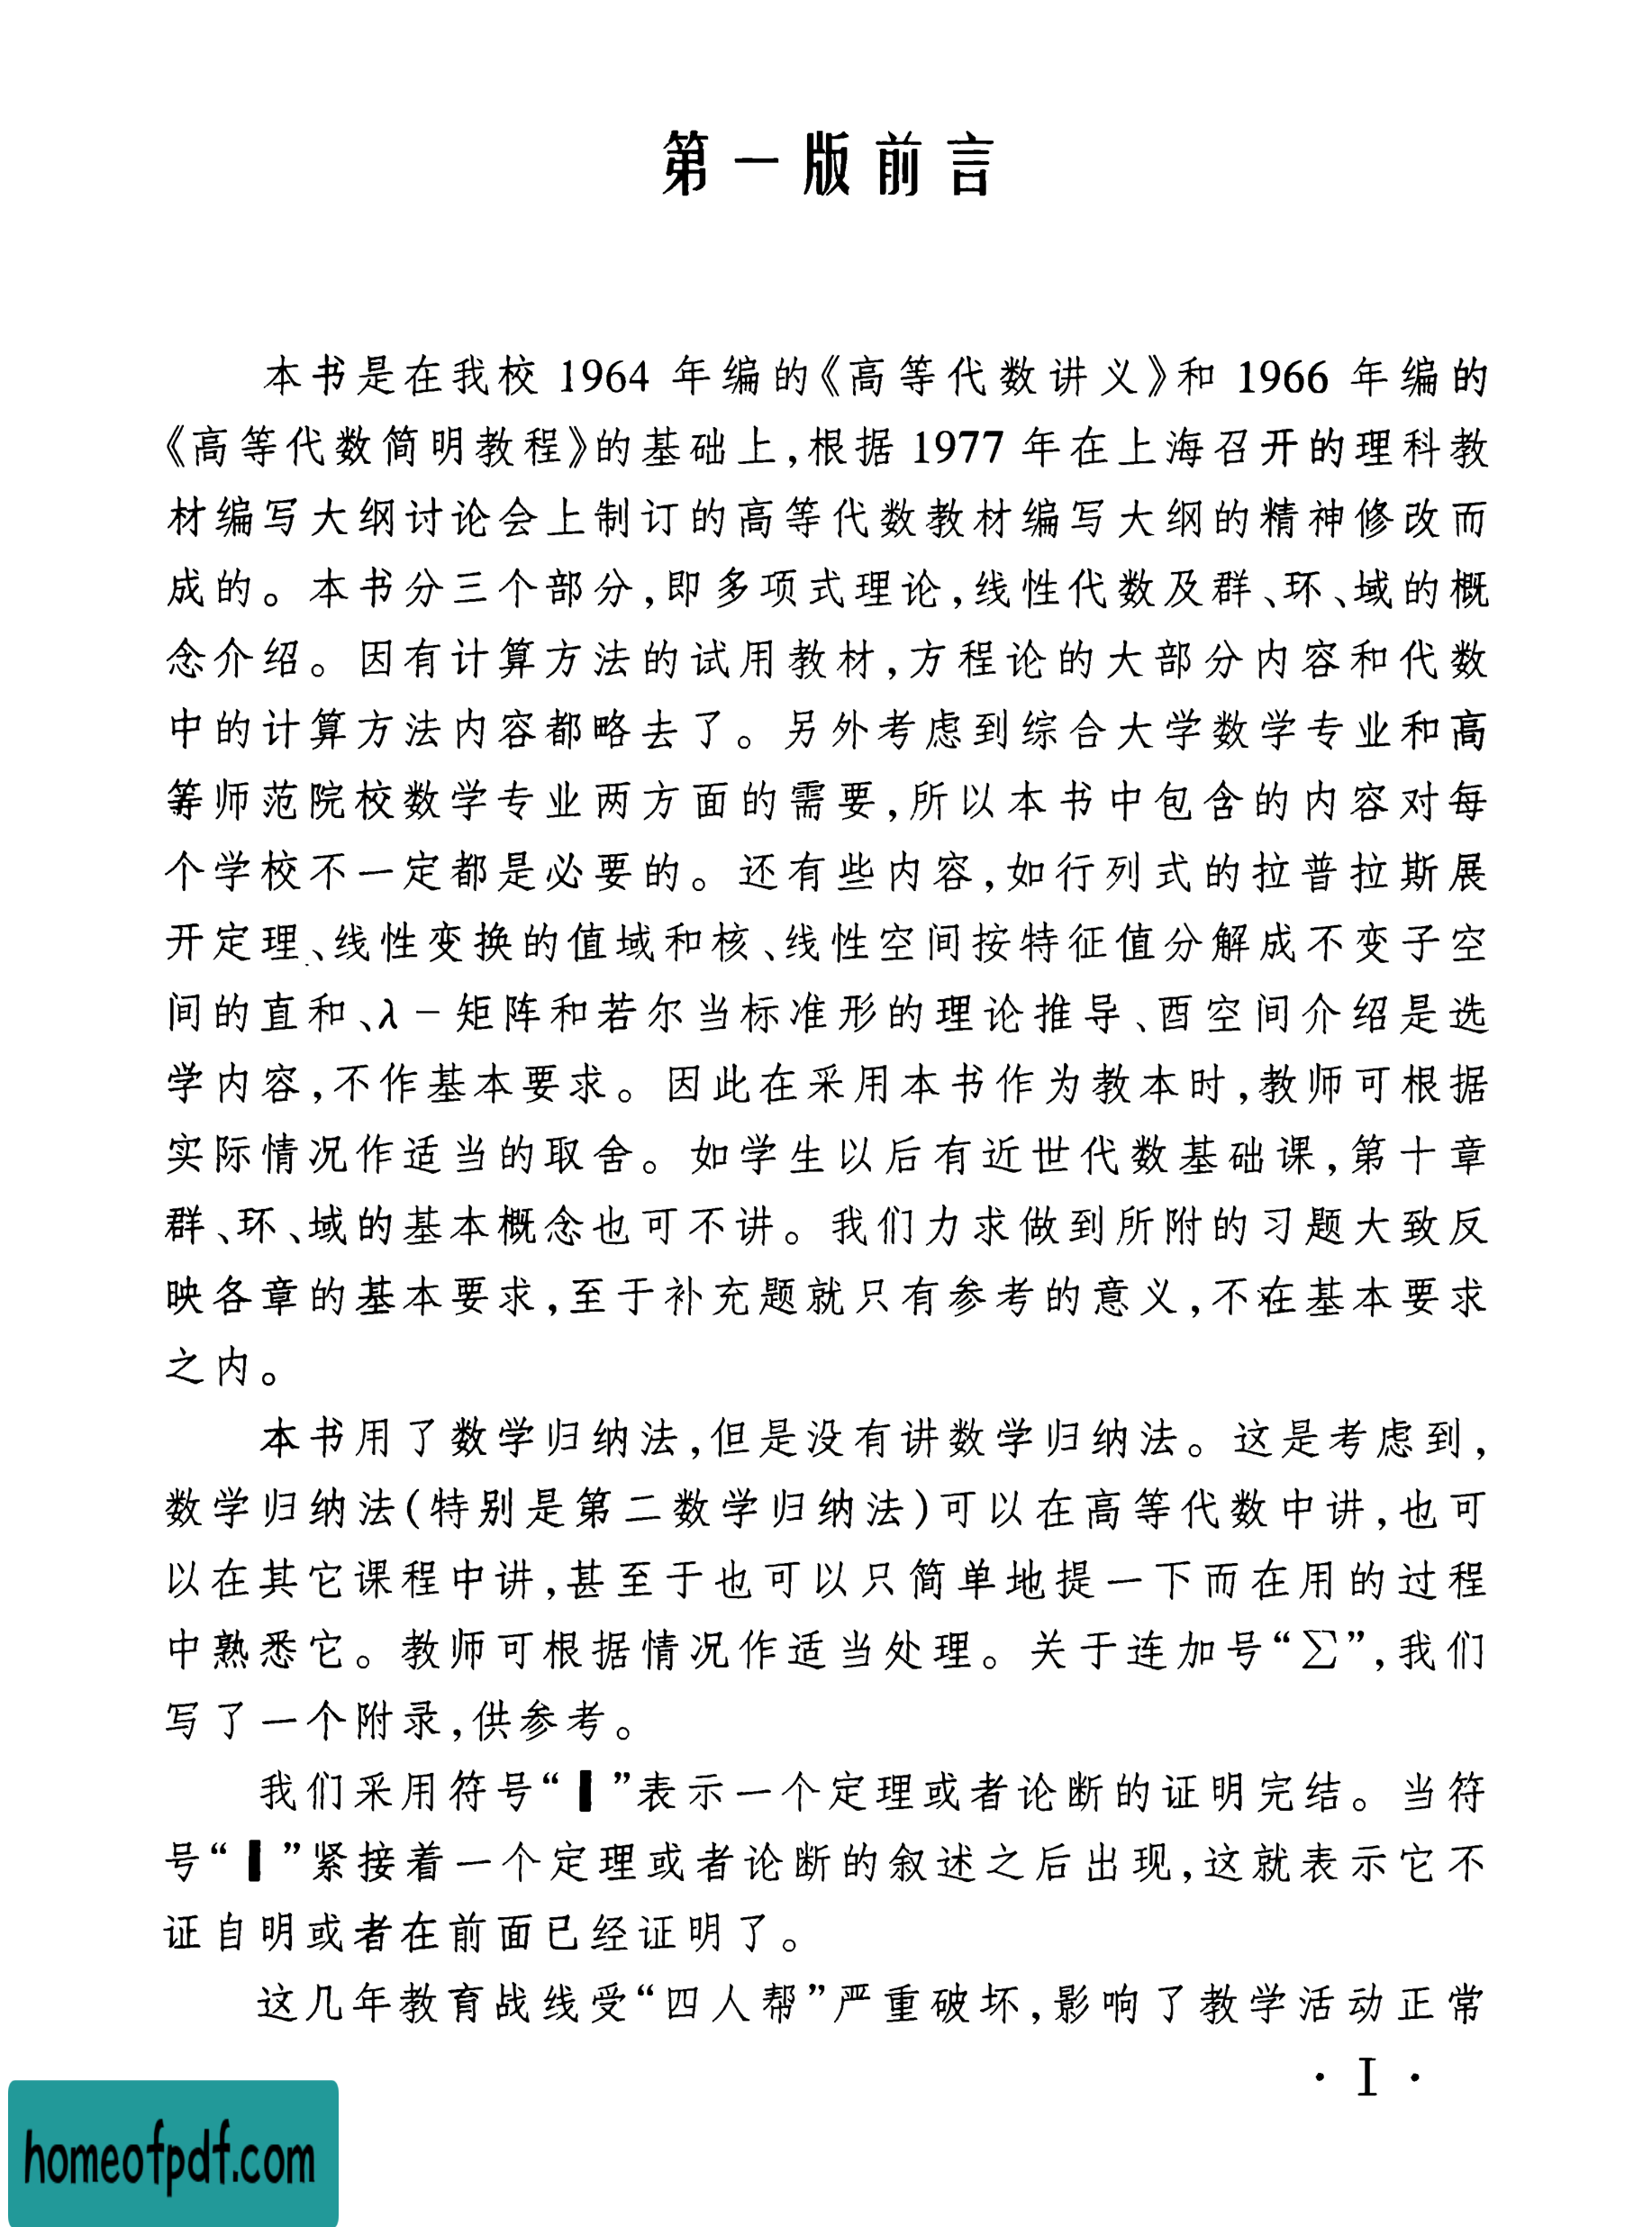 第一版前言
本书是在我校 1964 年编的《高等代数讲义》和 1966 年编的
《高等代数简明教程》的基础上,根据 1977 年在上海召开的理科教
材编写大纲讨论会上制订的高等代数教材编写大纲的精神修改而
成的。本书分三个部分,即多项式理论,线性代数及群、环、域的概
念介绍。因有计算方法的试用教材,方程论的大部分内容和代数
中的计算方法内容都略去了。另外考虑到综合大学数学专业和高
等师范院校数学专业两方面的需要,所以本书中包含的内容对每
个学校不一定都是必要的。还有些内容,如行列式的拉普拉斯展
开定理、线性变换的值域和核、线性空间按特征值分解成不变子空
间的直和、λ-矩阵和若尔当标准形的理论推导、酉空间介绍是选
学内容,不作基本要求。因此在采用本书作为教本时,教师可根据
实际情况作适当的取舍。如学生以后有近世代数基础课,第十章
群、环、域的基本概念也可不讲。我们力求做到所附的习题大致反
映各章的基本要求,至于补充题就只有参考的意义,不在基本要求
之内。
本书用了数学归纳法,但是没有讲数学归纳法。这是考虑到,
数学归纳法(特别是第二数学归纳法)可以在高等代数中讲,也可
以在其它课程中讲,甚至于也可以只简单地提一下而在用的过程
中熟悉它。教师可根据情况作适当处理。关于连加号“∑”,我们
写了一个附录,供参考。
我们采用符号“▌”表示一个定理或者论断的证明完结。当符
号“▌”紧接着一个定理或者论断的叙述之后出现,这就表示它不
证自明或者在前面已经证明了。
这几年教育战线受“四人帮”严重破坏,影响了教学活动正常
· I ·
homeofpdf.com